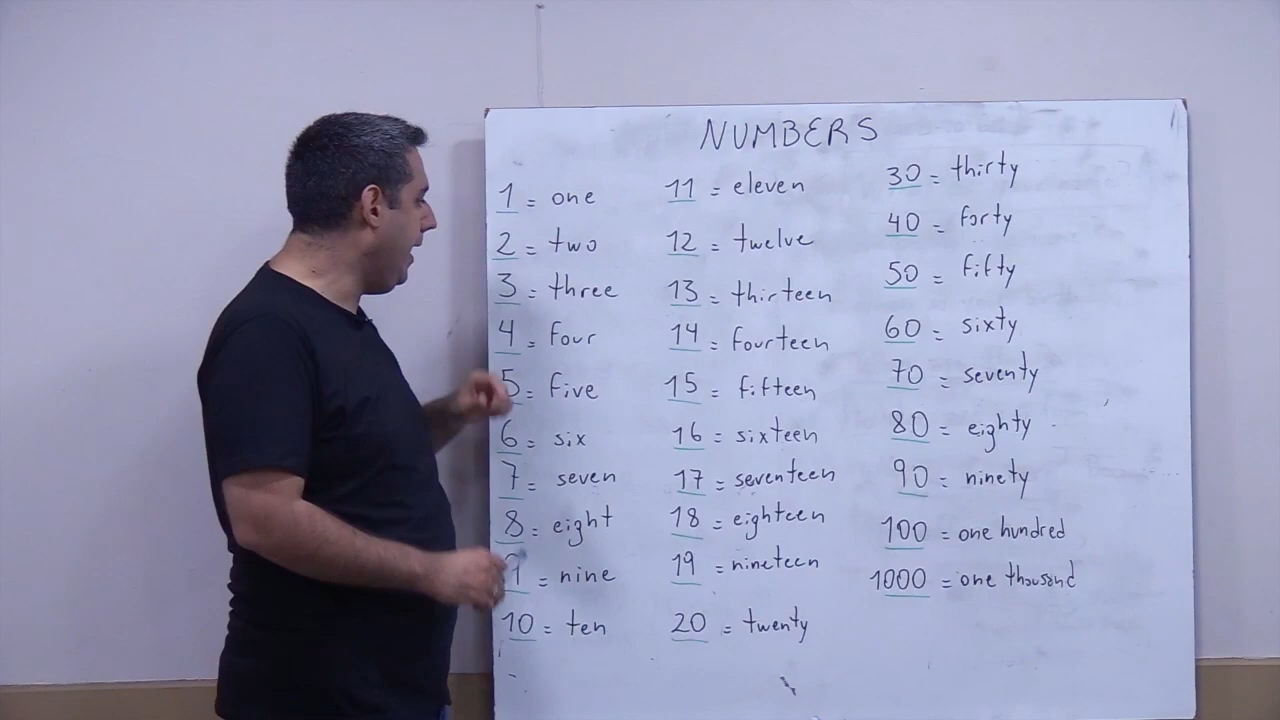 NUMBERS
1 = one
2 = two
3 = three
4 = four
5 = five
6 = six
7 = seven
8 = eight
9 = nine
10 = ten
11 = eleven
12 = twelve
13 = thirteen
14 = fourteen
15 = fifteen
16 = sixteen
17 = seventeen
18 = eighteen
19 = nineteen
20 = twenty
30 = thirty
40 = forty
50 = fifty
60 = sixty
70 = seventy
80 = eighty
90 = ninety
100 = one hundred
1000 = one thousand